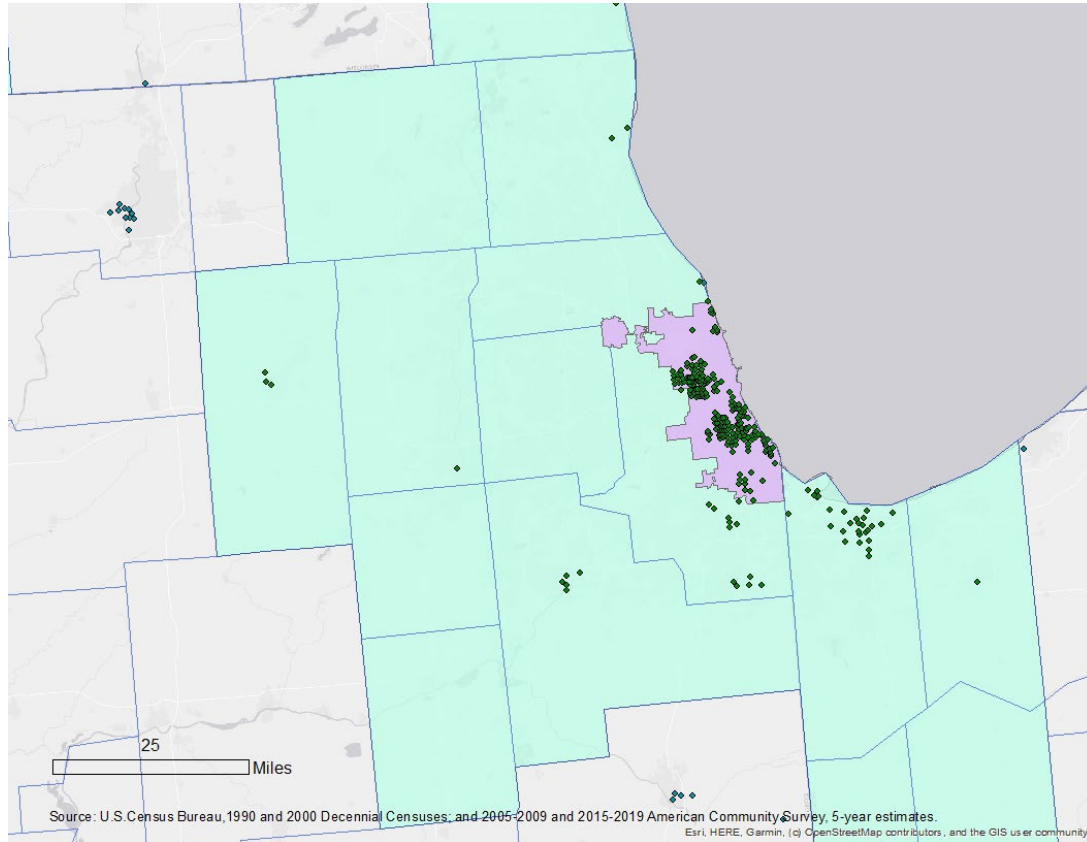 25
Miles
Source: U.S.Census Bureau,1990 and 2000 Decennial Censuses; and 2005-2009 and 2015-2019 American Community Survey, 5-year estimates.
Esri, HERE, Garmin, (c) OpenStreetMap contributors, and the GIS user community